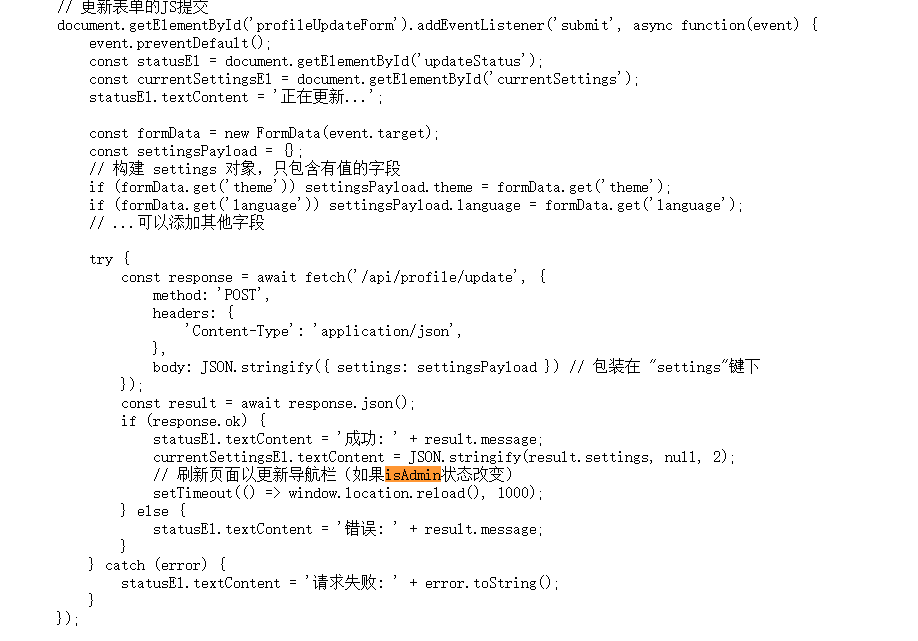 // 更新表单的JS提交
document.getElementById('profileUpdateForm').addEventListener('submit', async function(event) {
    event.preventDefault();
    const statusEl = document.getElementById('updateStatus');
    const currentSettingsEl = document.getElementById('currentSettings');
    statusEl.textContent = '正在更新...';

    const formData = new FormData(event.target);
    const settingsPayload = {};
    // 构建 settings 对象，只包含有值的字段
    if (formData.get('theme')) settingsPayload.theme = formData.get('theme');
    if (formData.get('language')) settingsPayload.language = formData.get('language');
    // ...可以添加其他字段

    try {
        const response = await fetch('/api/profile/update', {
            method: 'POST',
            headers: {
                'Content-Type': 'application/json',
            },
            body: JSON.stringify({ settings: settingsPayload }) // 包装在 "settings"键下
        });
        const result = await response.json();
        if (response.ok) {
            statusEl.textContent = '成功: ' + result.message;
            currentSettingsEl.textContent = JSON.stringify(result.settings, null, 2);
            // 刷新页面以更新导航栏（如果isAdmin状态改变）
            setTimeout(() => window.location.reload(), 1000);
        } else {
            statusEl.textContent = '错误: ' + result.message;
        }
    } catch (error) {
        statusEl.textContent = '请求失败: ' + error.toString();
    }
});